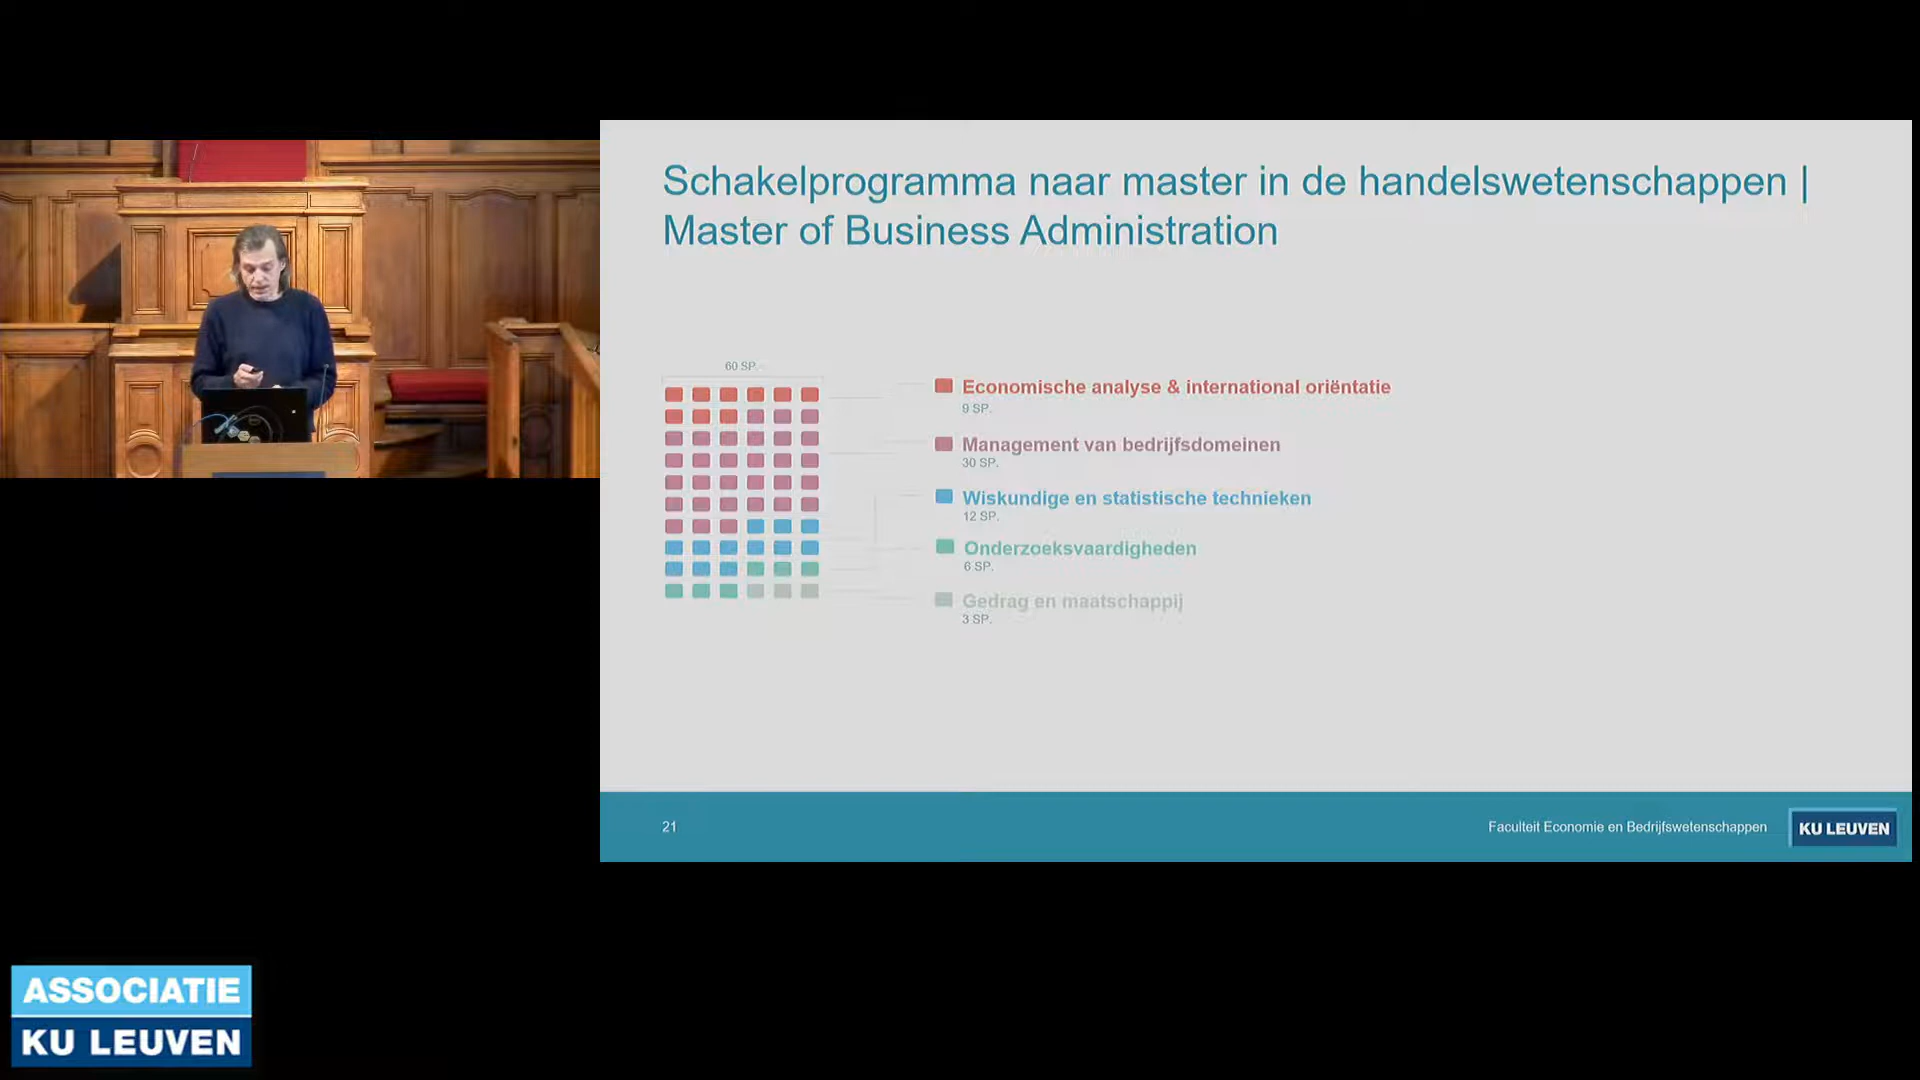 Schakelprogramma naar master in de handelswetenschappen |
Master of Business Administration
60 SP.
Economische analyse & international oriëntatie
9 SP.
Management van bedrijfsdomeinen
30 SP.
Wiskundige en statistische technieken
12 SP.
Onderzoeksvaardigheden
6 SP.
Gedrag en maatschappij
3 SP.
21
Faculteit Economie en Bedrijfswetenschappen
KU LEUVEN
ASSOCIATIE
KU LEUVEN